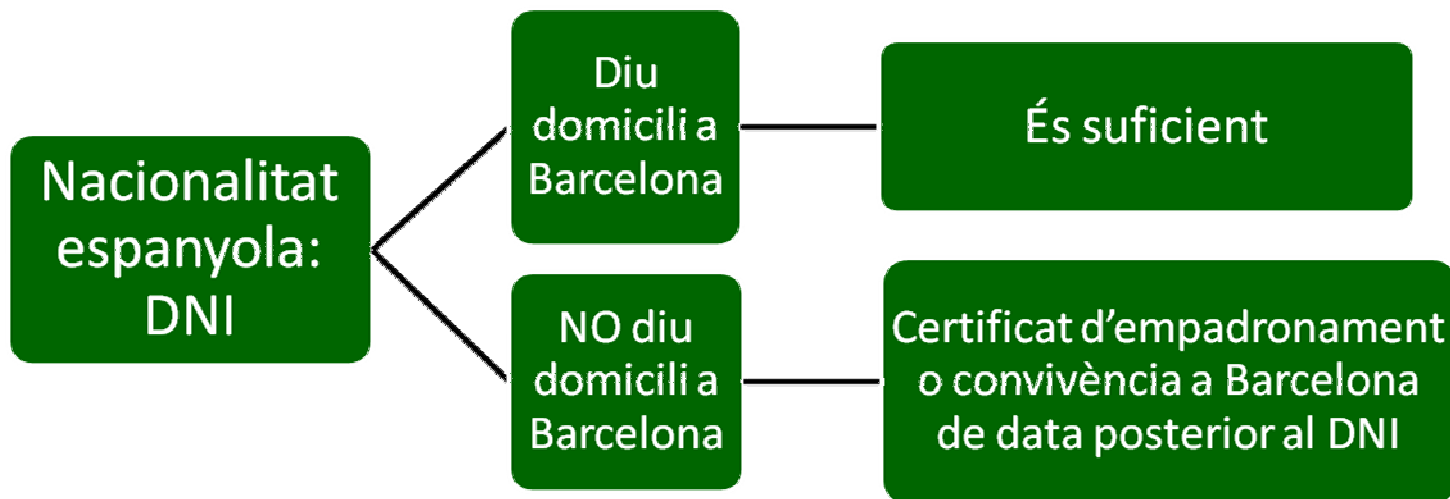 Nacionalitat
espanyola:
DNI
Diu
domicili a
Barcelona
És suficient
NO diu
domicili a
Barcelona
Certificat d’empadronament
o convivència a Barcelona
de data posterior al DNI